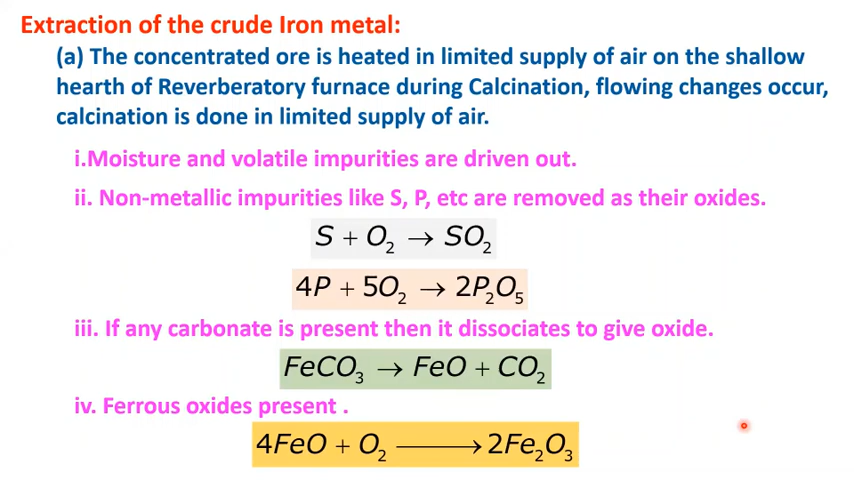 Extraction of the crude Iron metal:
(a) The concentrated ore is heated in limited supply of air on the shallow
hearth of Reverberatory furnace during Calcination, flowing changes occur,
calcination is done in limited supply of air.
i.Moisture and volatile impurities are driven out.
ii. Non-metallic impurities like S, P, etc are removed as their oxides.
S + O₂ → SO₂
4P + 5O₂ → 2P₂O₅
iii. If any carbonate is present then it dissociates to give oxide.
FeCO₃ → FeO + CO₂
iv. Ferrous oxides present .
4FeO + O₂ ⟶ 2Fe₂O₃